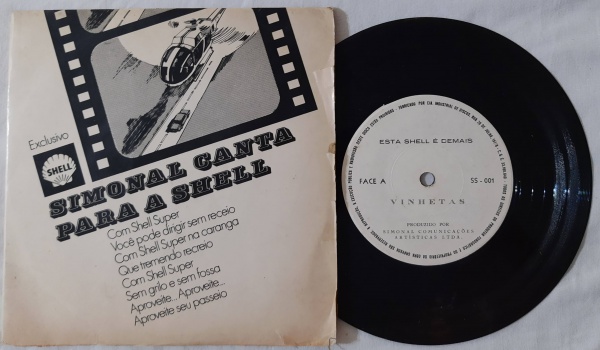 Exclusivo
SHELL
SIMONAL CANTA
PARA A SHELL
Com Shell Super
Você pode dirigir sem receio
Com Shell Super na caranga
Que tremendo recreio
Com Shell Super
Sem grilo e sem fossa
Aproveite... Aproveite...
Aproveite seu passeio
ESTA SHELL É DEMAIS
FACE A
SS - 001
VINHETAS
PRODUZIDO POR:
SIMONAL COMUNICAÇÕES
ARTÍSTICAS LTDA.